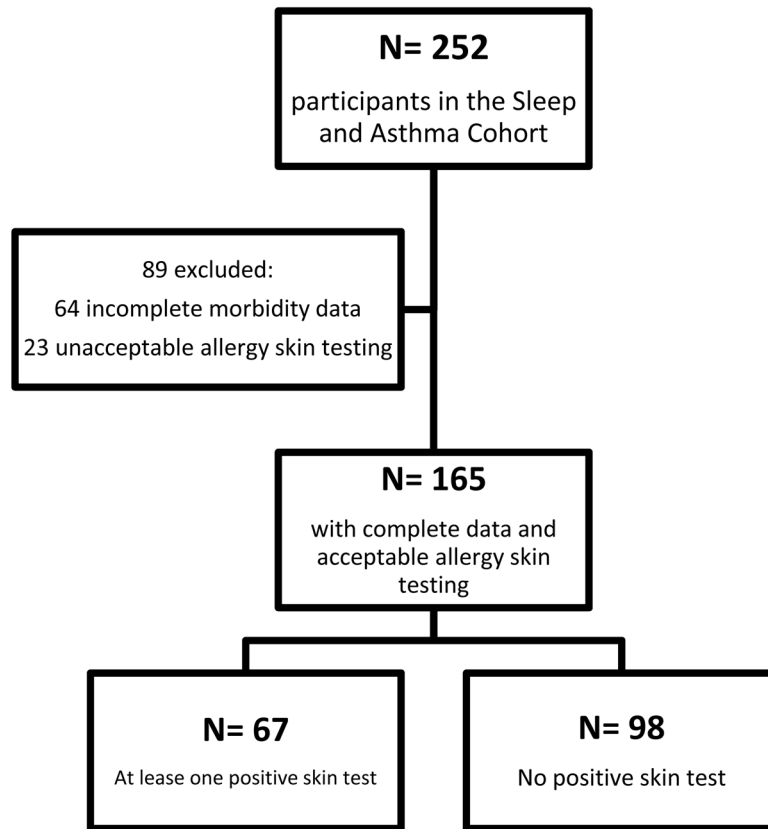 N= 252
participants in the Sleep
and Asthma Cohort
89 excluded:
64 incomplete morbidity data
23 unacceptable allergy skin testing
N= 165
with complete data and
acceptable allergy skin
testing
N= 67
At lease one positive skin test
N= 98
No positive skin test